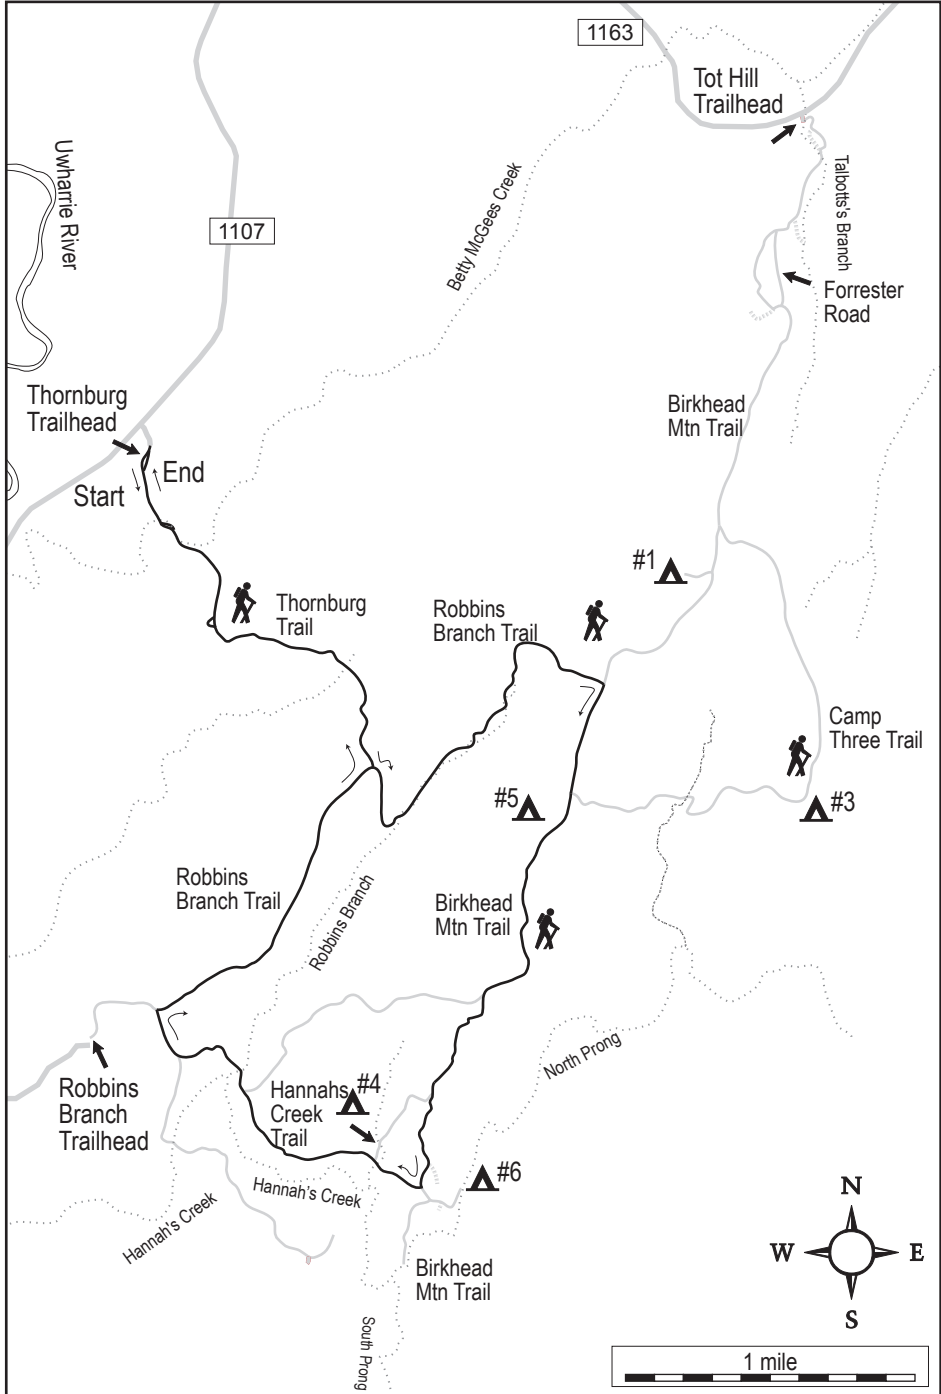 1163
Tot Hill
Trailhead
Uwharrie River
Talbotts's Branch
Betty McGees Creek
1107
Forrester
Road
Thornburg
Trailhead
Birkhead
Mtn Trail
End
Start
#1
Thornburg
Trail
Robbins
Branch Trail
Camp
Three Trail
#5
#3
Robbins
Branch Trail
Robbins Branch
Birkhead
Mtn Trail
North Prong
Robbins
Branch
Trailhead
Hannahs
Creek
Trail
#4
#6
Hannah's Creek
Hannah's Creek
Birkhead
Mtn Trail
South Prong
N
W
E
S
1 mile